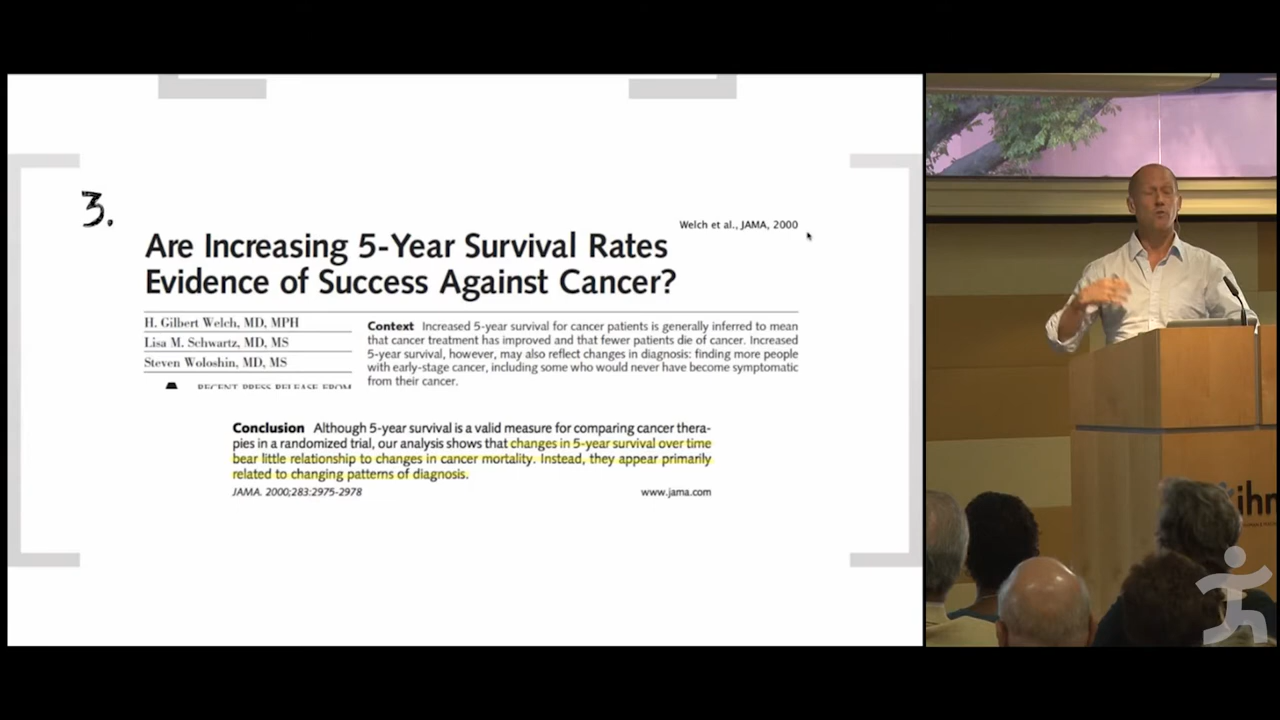 3.
Welch et al., JAMA, 2000
Are Increasing 5-Year Survival Rates
Evidence of Success Against Cancer?
H. Gilbert Welch, MD, MPH
Lisa M. Schwartz, MD, MS
Steven Woloshin, MD, MS
RECENT PRESS RELEASE FROM
Context Increased 5-year survival for cancer patients is generally inferred to mean
that cancer treatment has improved and that fewer patients die of cancer. Increased
5-year survival, however, may also reflect changes in diagnosis: finding more people
with early-stage cancer, including some who would never have become symptomatic
from their cancer.
Conclusion Although 5-year survival is a valid measure for comparing cancer thera-
pies in a randomized trial, our analysis shows that changes in 5-year survival over time
bear little relationship to changes in cancer mortality. Instead, they appear primarily
related to changing patterns of diagnosis.
JAMA. 2000;283:2975-2978
www.jama.com
ihm